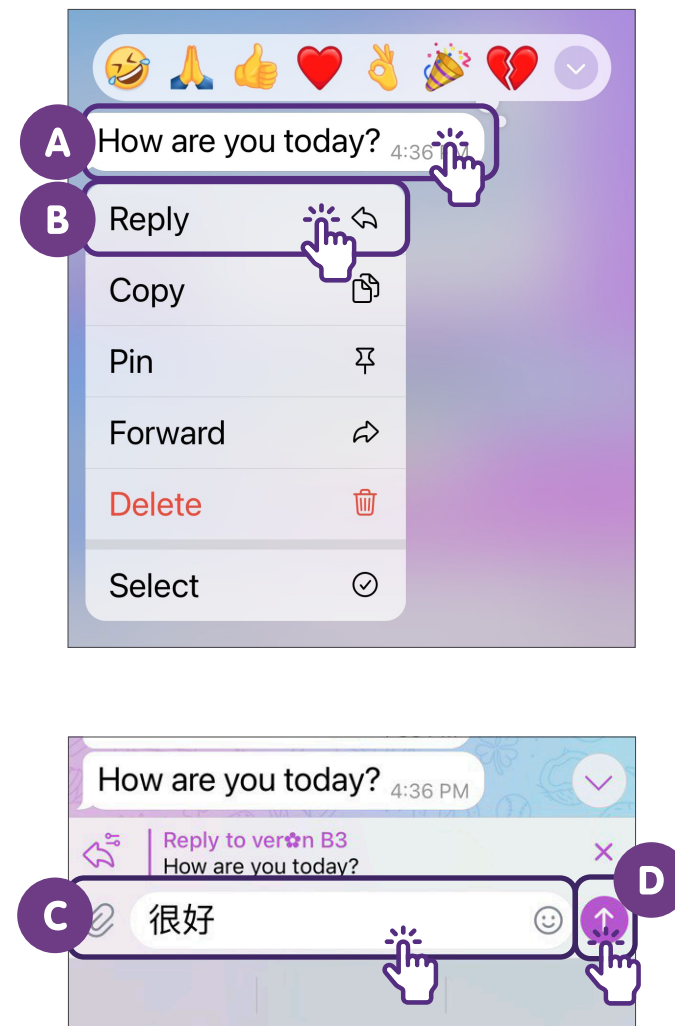 A
How are you today? 4:36 PM
B
Reply
Copy
Pin
Forward
Delete
Select
How are you today? 4:36 PM
Reply to ver✿n B3
How are you today?
C
很好
D